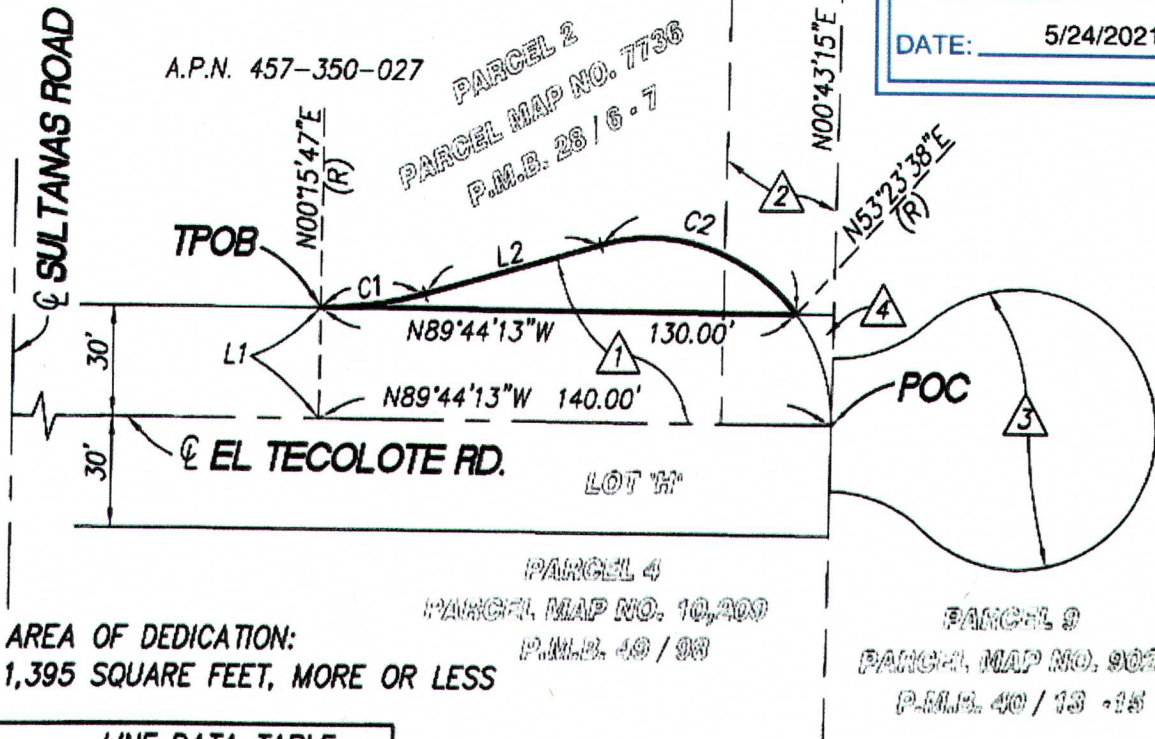 ℄ SULTANAS ROAD
A.P.N. 457-350-027
PARCEL 2
PARCEL MAP NO. 7736
P.M.B. 28 / 6 - 7
DATE: 5/24/2021
N00°15'47"E
(R)
N00°43'15"E
N53°23'38"E
(R)
2
TPOB
C1
L2
C2
4
30'
L1
N89°44'13"W 130.00'
1
N89°44'13"W 140.00'
POC
3
℄ EL TECOLOTE RD.
30'
LOT "H"
PARCEL 4
PARCEL MAP NO. 10,209
P.M.B. 49 / 98
PARCEL 9
PARCEL MAP NO.
P.M.B. 40 / 13 - 15
AREA OF DEDICATION:
1,395 SQUARE FEET, MORE OR LESS
LINE DATA TABLE